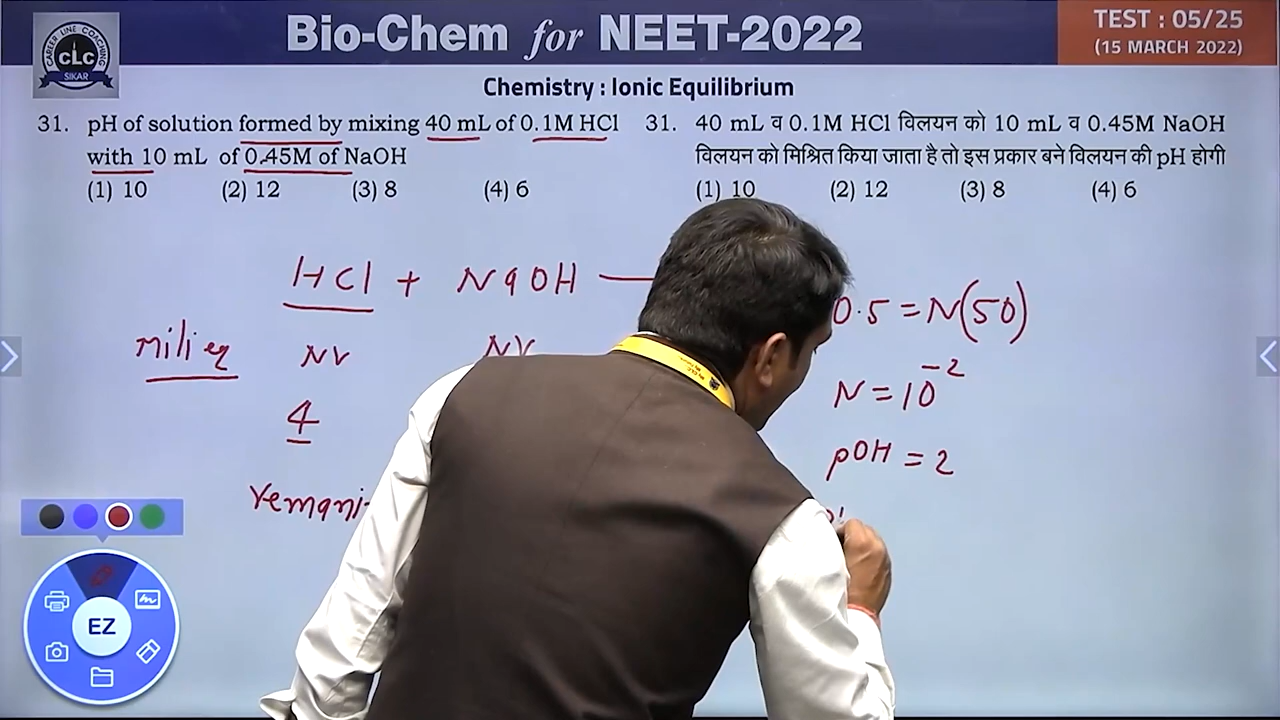 Bio-Chem for NEET-2022
TEST : 05/25
(15 MARCH 2022)
CAREER LINE COACHING
CLC
SIKAR
Chemistry : Ionic Equilibrium
31. pH of solution formed by mixing 40 mL of 0.1M HCl
with 10 mL of 0.45M of NaOH
(1) 10 (2) 12 (3) 8 (4) 6
31. 40 mL व 0.1M HCl विलयन को 10 mL व 0.45M NaOH
विलयन को मिश्रित किया जाता है तो इस प्रकार बने विलयन की pH होगी
(1) 10 (2) 12 (3) 8 (4) 6
HCl + NaOH
mili eq NV NV
4
remani
0.5 = N(50)
N = 10⁻²
pOH = 2
EZ